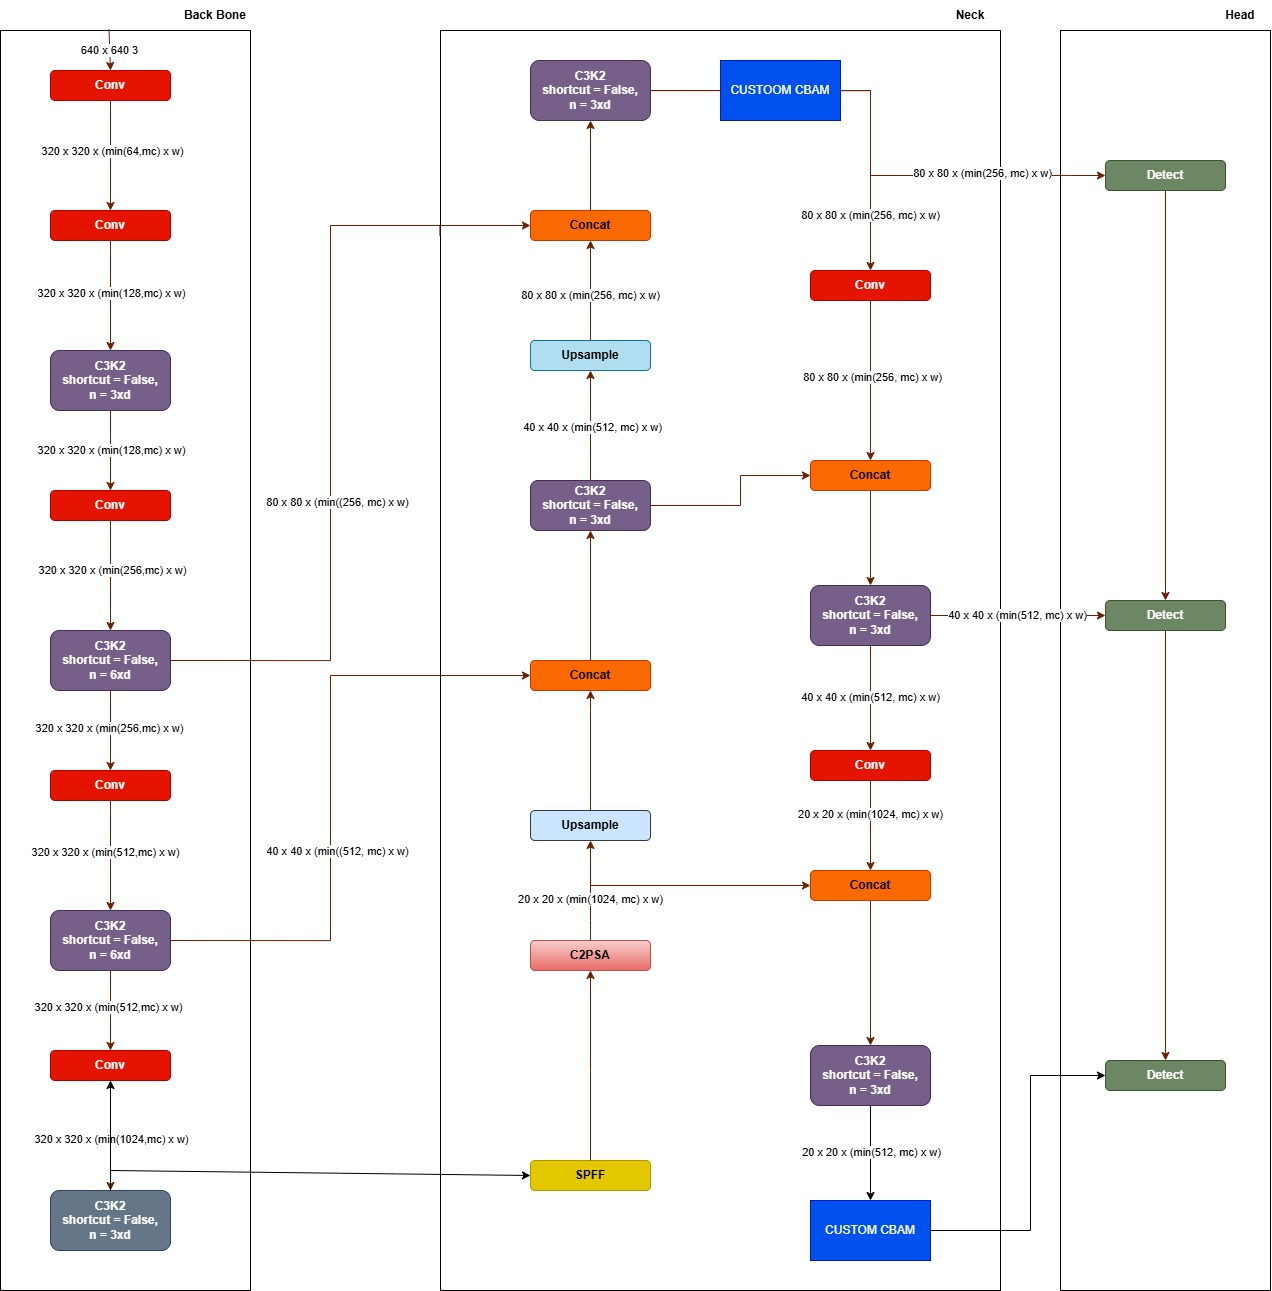 Back Bone
Neck
Head
640 x 640 3
Conv
320 x 320 x (min(64,mc) x w)
Conv
320 x 320 x (min(128,mc) x w)
C3K2
shortcut = False,
n = 3xd
320 x 320 x (min(128,mc) x w)
Conv
320 x 320 x (min(256,mc) x w)
C3K2
shortcut = False,
n = 6xd
320 x 320 x (min(256,mc) x w)
Conv
320 x 320 x (min(512,mc) x w)
C3K2
shortcut = False,
n = 6xd
320 x 320 x (min(512,mc) x w)
Conv
320 x 320 x (min(1024,mc) x w)
C3K2
shortcut = False,
n = 3xd
80 x 80 x (min((256, mc) x w)
40 x 40 x (min((512, mc) x w)
C3K2
shortcut = False,
n = 3xd
Concat
80 x 80 x (min(256, mc) x w)
Upsample
40 x 40 x (min(512, mc) x w)
C3K2
shortcut = False,
n = 3xd
Concat
Upsample
20 x 20 x (min(1024, mc) x w)
C2PSA
SPFF
CUSTOOM CBAM
80 x 80 x (min(256, mc) x w)
80 x 80 x (min(256, mc) x w)
Conv
80 x 80 x (min(256, mc) x w)
Concat
C3K2
shortcut = False,
n = 3xd
40 x 40 x (min(512, mc) x w)
40 x 40 x (min(512, mc) x w)
Conv
20 x 20 x (min(1024, mc) x w)
Concat
C3K2
shortcut = False,
n = 3xd
20 x 20 x (min(512, mc) x w)
CUSTOM CBAM
Detect
Detect
Detect